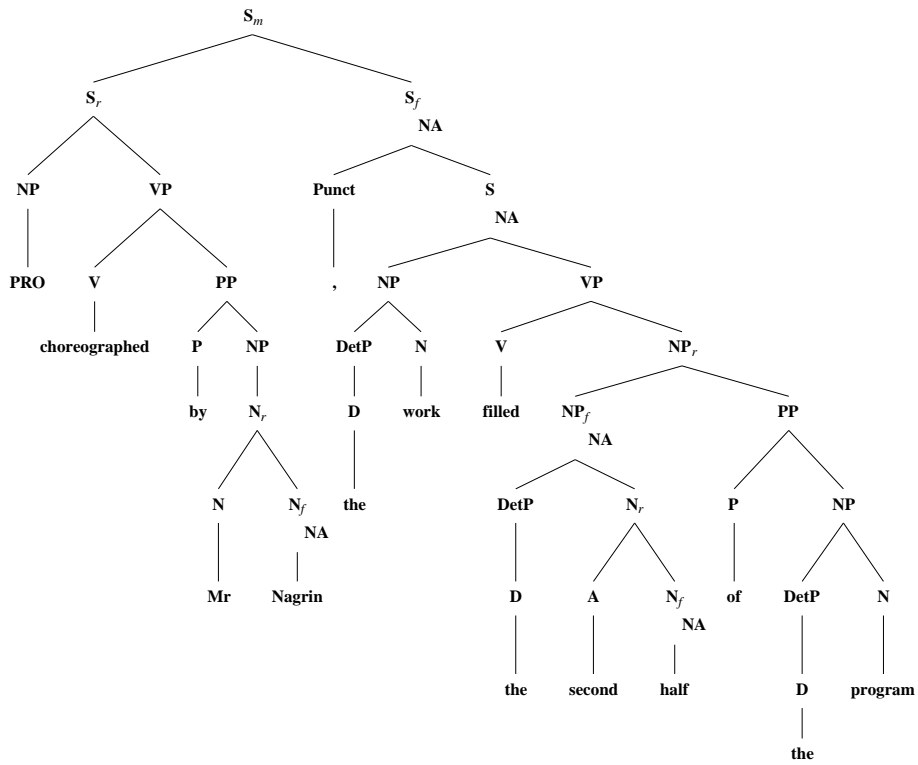 S_m
S_r S_f
NA
NP VP Punct S
NA
PRO V PP , NP VP
choreographed P NP DetP N V NP_r
by N_r D work filled NP_f PP
NA
N N_f the DetP N_r P NP
NA
Mr Nagrin D A N_f of DetP N
NA
the second half D program
the